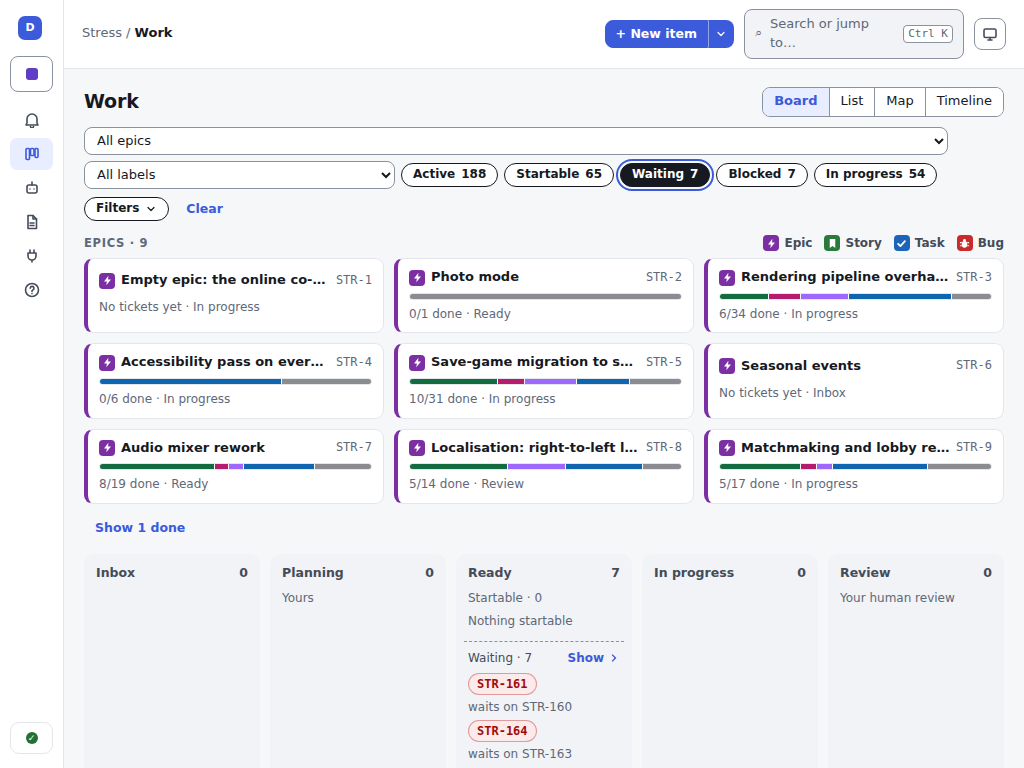 D
Stress / Work
+ New item
Search or jump to…
Ctrl K
Work
Board
List
Map
Timeline
All epics
All labels
Active 188
Startable 65
Waiting 7
Blocked 7
In progress 54
Filters
Clear
EPICS · 9
Epic
Story
Task
Bug
Empty epic: the online co-…
STR-1
No tickets yet · In progress
Photo mode
STR-2
0/1 done · Ready
Rendering pipeline overha…
STR-3
6/34 done · In progress
Accessibility pass on ever…
STR-4
0/6 done · In progress
Save-game migration to s…
STR-5
10/31 done · In progress
Seasonal events
STR-6
No tickets yet · Inbox
Audio mixer rework
STR-7
8/19 done · Ready
Localisation: right-to-left l…
STR-8
5/14 done · Review
Matchmaking and lobby re…
STR-9
5/17 done · In progress
Show 1 done
Inbox 0
Planning 0
Yours
Ready 7
Startable · 0
Nothing startable
Waiting · 7
Show
STR-161
waits on STR-160
STR-164
waits on STR-163
In progress 0
Review 0
Your human review